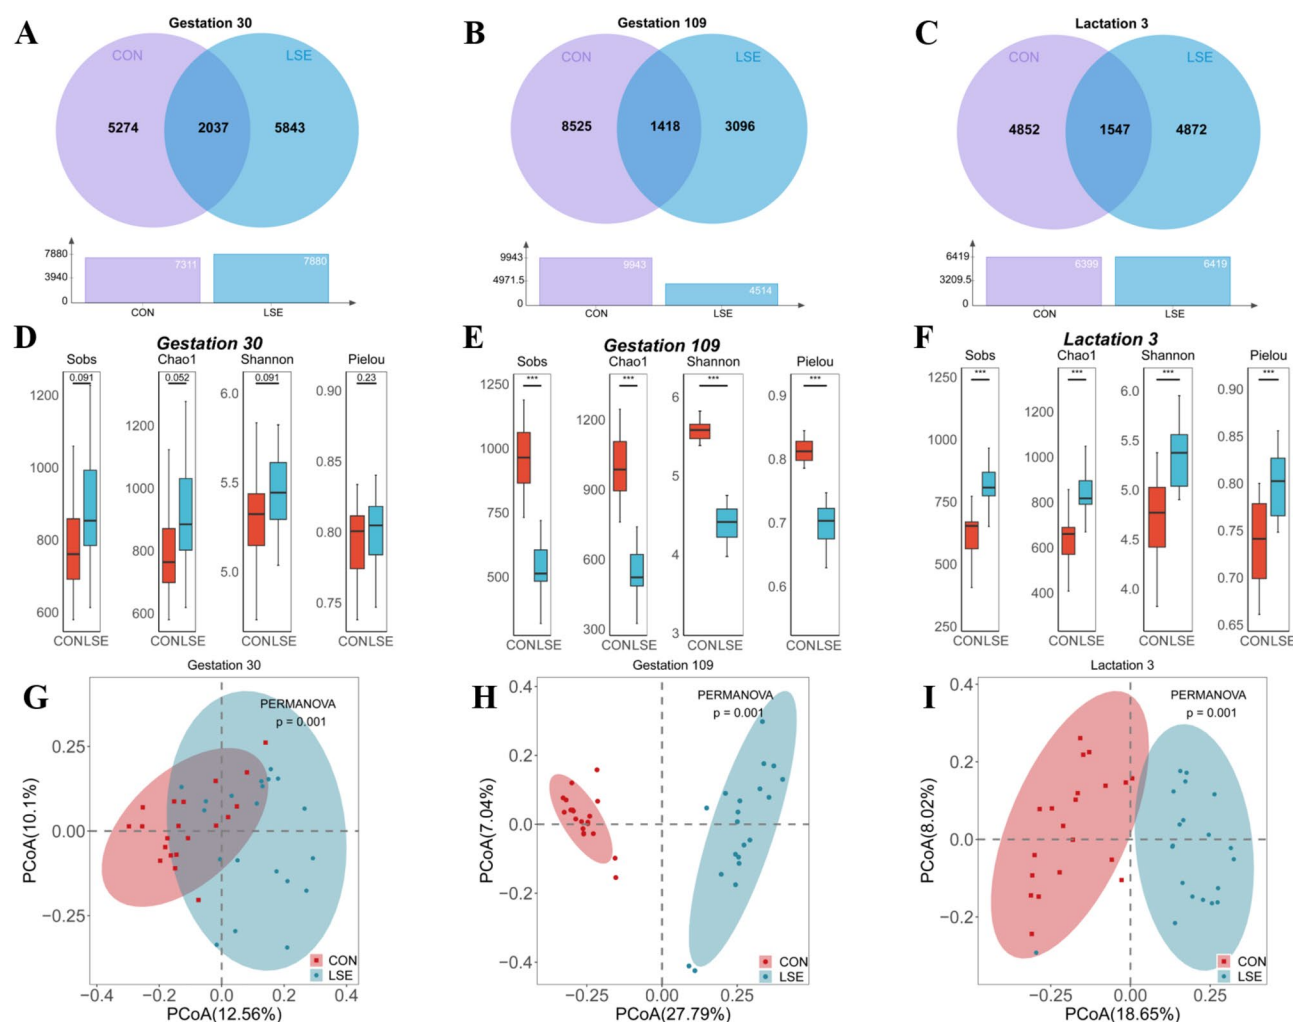 A
Gestation 30
CON
LSE
5274
2037
5843
7880
3940
0
7311
7880
CON
LSE
B
Gestation 109
CON
LSE
8525
1418
3096
9943
4971.5
0
9943
4514
CON
LSE
C
Lactation 3
CON
LSE
4852
1547
4872
6419
3209.5
0
6399
6419
CON
LSE
D
Gestation 30
Sobs
Chao1
Shannon
Pielou
0.091
0.052
0.091
0.23
1200
1000
800
600
1200
1000
800
600
6.0
5.5
5.0
0.90
0.85
0.80
0.75
CONLSE
CONLSE
CONLSE
CONLSE
E
Gestation 109
Sobs
Chao1
Shannon
Pielou
***
***
***
***
1250
1000
750
500
1200
900
600
300
6
5
4
3
0.9
0.8
0.7
0.6
CONLSE
CONLSE
CONLSE
CONLSE
F
Lactation 3
Sobs
Chao1
Shannon
Pielou
***
***
***
***
1250
1000
750
500
250
1200
1000
800
600
400
6.0
5.5
5.0
4.5
4.0
0.90
0.85
0.80
0.75
0.70
0.65
CONLSE
CONLSE
CONLSE
CONLSE
G
Gestation 30
PERMANOVA
p = 0.001
0.25
0.00
−0.25
PCoA(10.1%)
CON
LSE
−0.4
−0.2
0.0
0.2
0.4
PCoA(12.56%)
H
Gestation 109
PERMANOVA
p = 0.001
0.4
0.2
0.0
−0.2
−0.4
PCoA(7.04%)
CON
LSE
−0.25
0.00
0.25
PCoA(27.79%)
I
Lactation 3
PERMANOVA
p = 0.001
0.4
0.2
0.0
−0.2
PCoA(8.02%)
CON
LSE
−0.25
0.00
0.25
PCoA(18.65%)